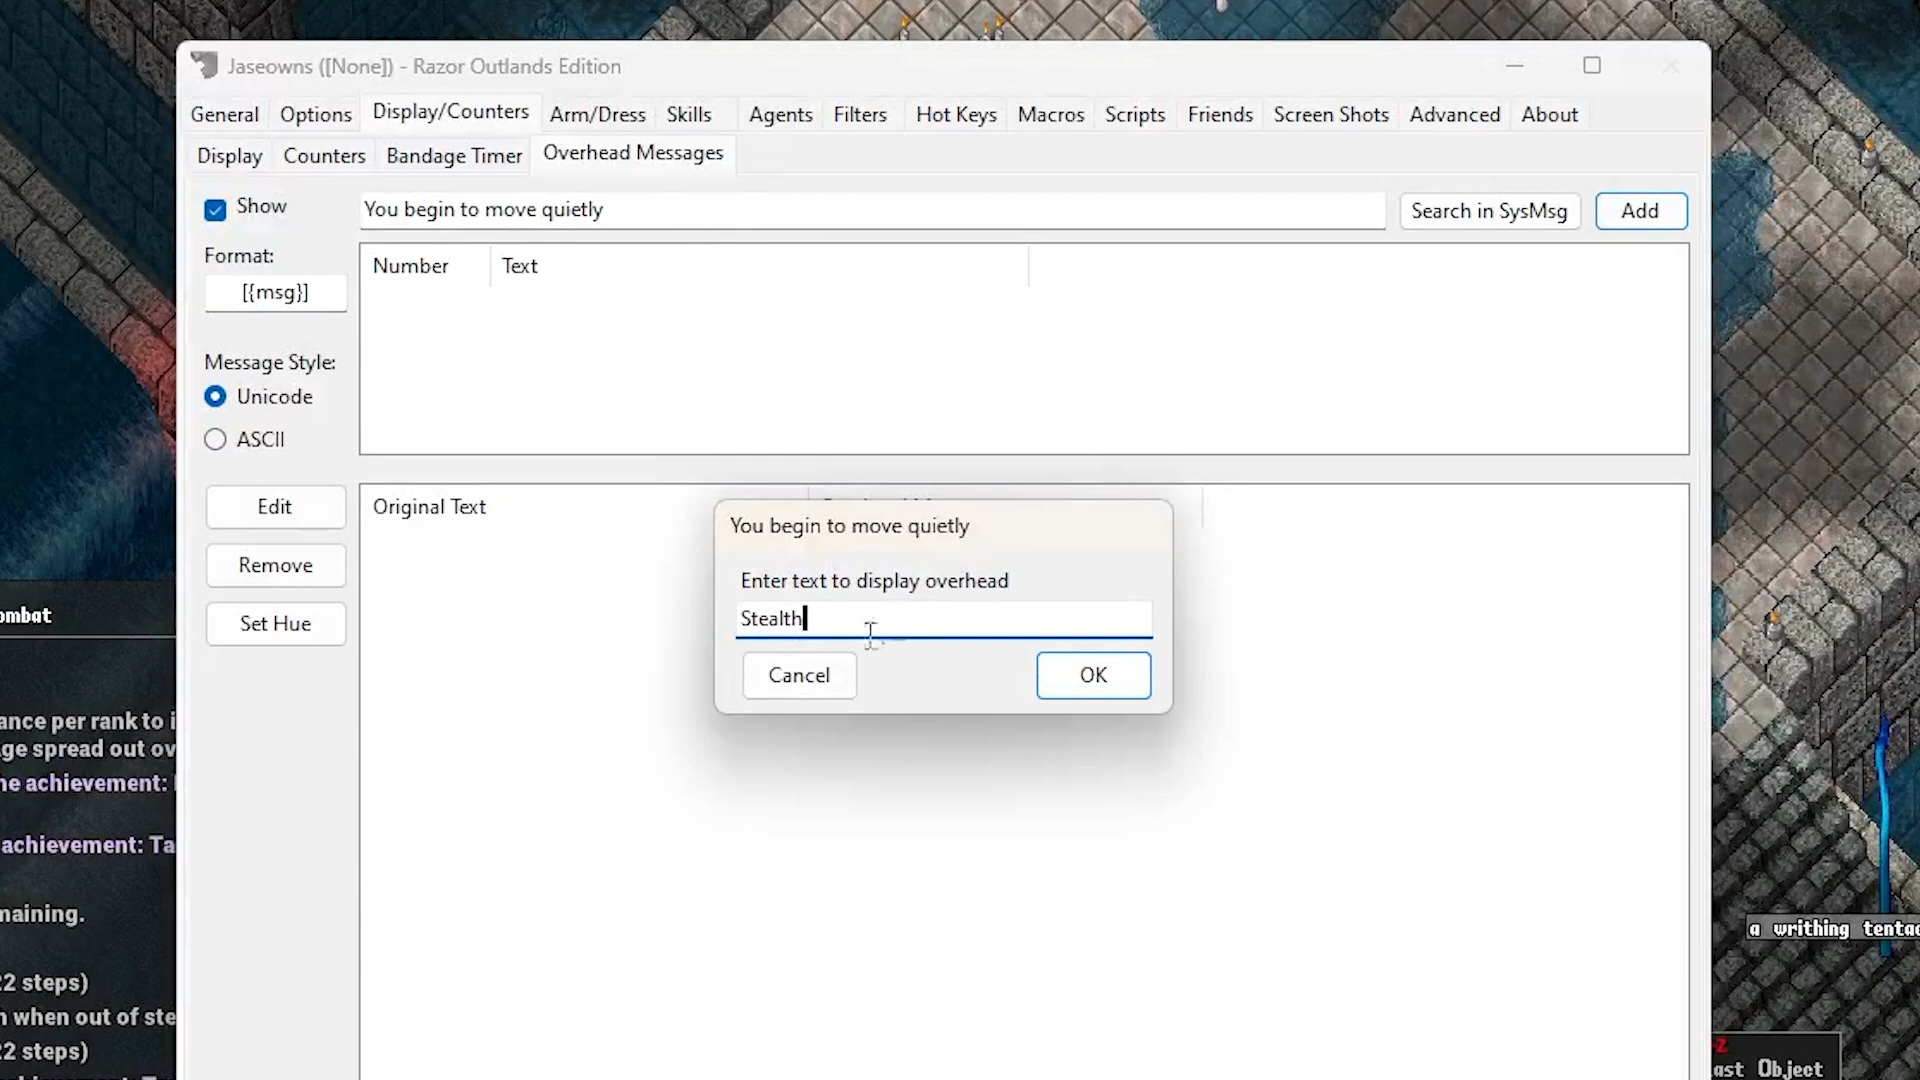 Jaseowns ([None]) - Razor Outlands Edition
General Options Display/Counters Arm/Dress Skills Agents Filters Hot Keys Macros Scripts Friends Screen Shots Advanced About
Display Counters Bandage Timer Overhead Messages
Show You begin to move quietly Search in SysMsg Add
Format:
[{msg}]
Number Text
Message Style:
Unicode
ASCII
Edit
Remove
Set Hue
Original Text
You begin to move quietly
Enter text to display overhead
Stealth
Cancel OK
ombat
ance per rank to i
ge spread out ov
he achievement:
achievement: Ta
maining.
22 steps)
when out of ste
22 steps)
a writhing tentac
ast Object